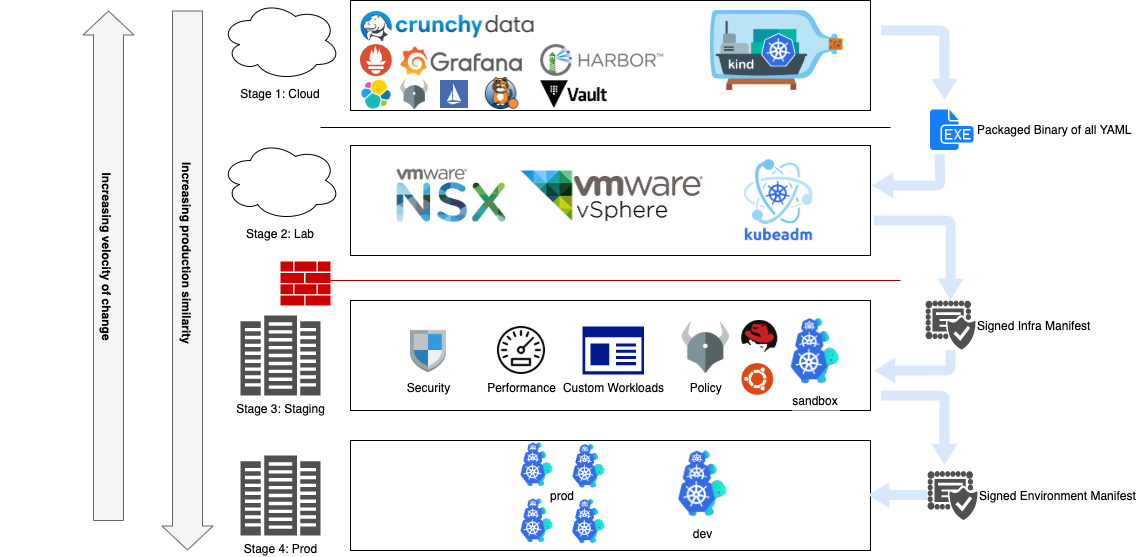 Increasing velocity of change
Increasing production similarity
Stage 1: Cloud
crunchydata
Grafana
HARBOR™
Vault
kind
EXE
Packaged Binary of all YAML
Stage 2: Lab
vmware®
NSX
vmware®
vSphere
kubeadm
Signed Infra Manifest
Stage 3: Staging
Security
Performance
Custom Workloads
Policy
sandbox
Signed Environment Manifest
Stage 4: Prod
prod
dev